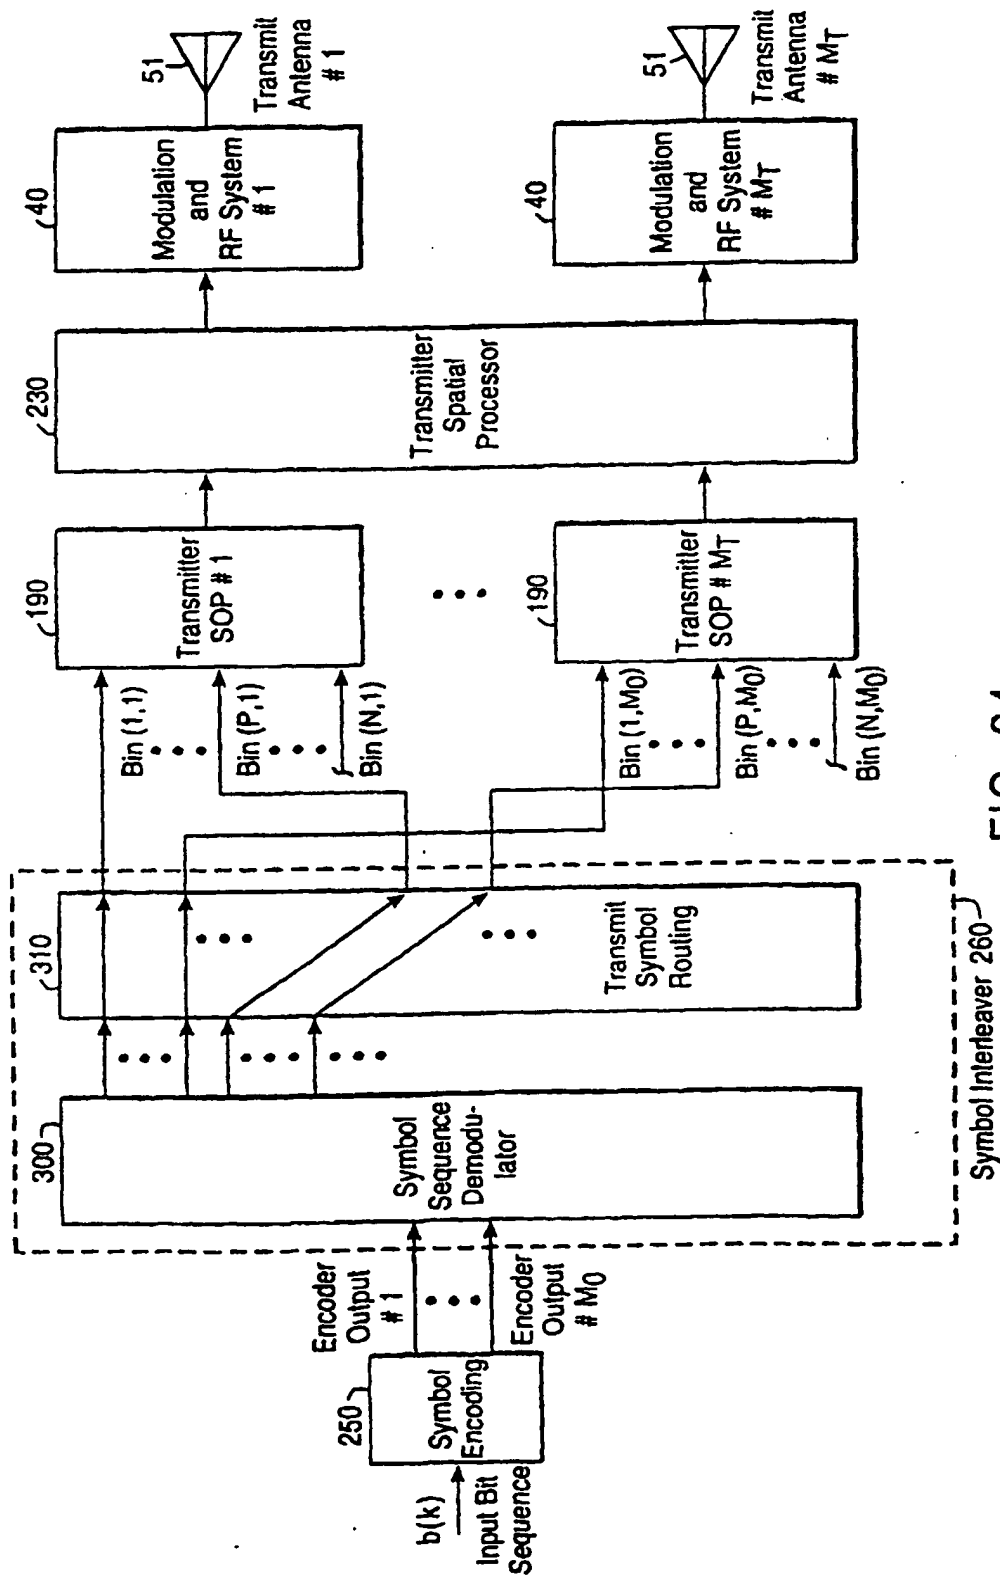 b(k)
Input Bit
Sequence
250
Symbol
Encoding
Encoder
Output
# 1
Encoder
Output
# M0
300
Symbol
Sequence
Demodu-
lator
310
Transmit
Symbol
Routing
Symbol Interleaver 260
Bin (1,1)
Bin (P,1)
Bin (N,1)
Bin (1,M0)
Bin (P,M0)
Bin (N,M0)
190
Transmitter
SOP # 1
190
Transmitter
SOP # MT
230
Transmitter
Spatial
Processor
40
Modulation
and
RF System
# 1
40
Modulation
and
RF System
# MT
51
Transmit
Antenna
# 1
51
Transmit
Antenna
# MT